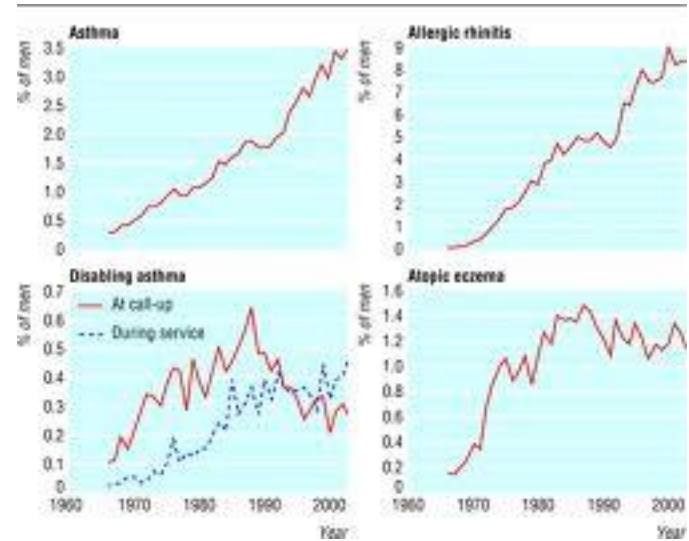 Asthma
% of men
3.5
3.0
2.5
2.0
1.5
1.0
0.5
0
Allergic rhinitis
% of men
9
8
7
6
5
4
3
2
1
0
Disabling asthma
% of men
0.7
0.6
0.5
0.4
0.3
0.2
0.1
0
At call-up
During service
1960 1970 1980 1990 2000
Year
Atopic eczema
% of men
1.6
1.4
1.2
1.0
0.8
0.6
0.4
0.2
0
1960 1970 1980 1990 2000
Year